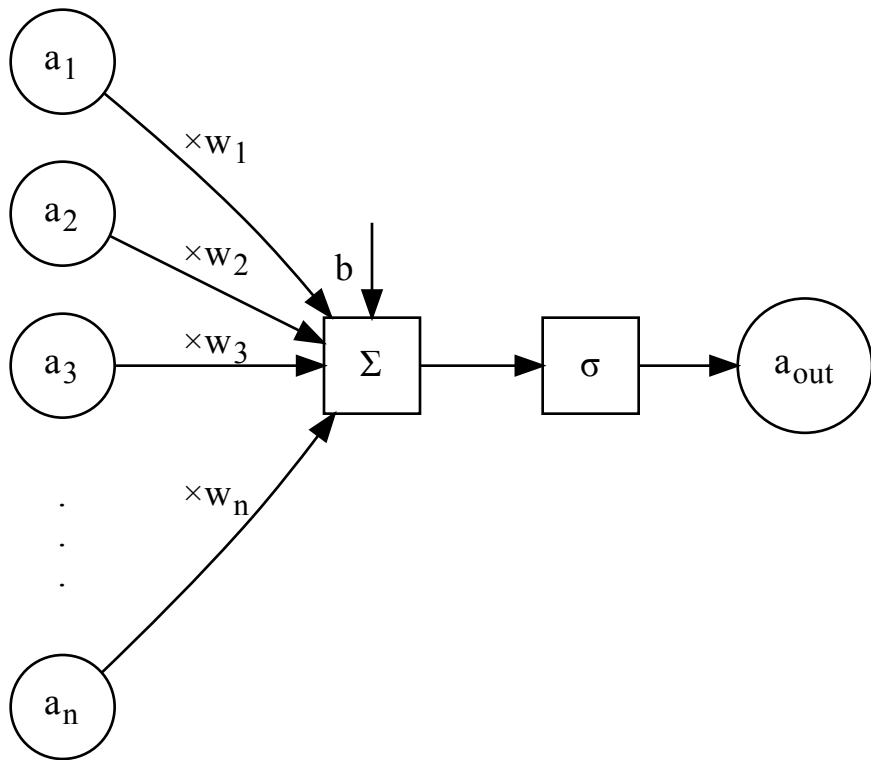 a₁
×w₁
a₂
×w₂
b
a₃
×w₃
Σ
σ
aₒᵤₜ
×wₙ
.
.
.
aₙ